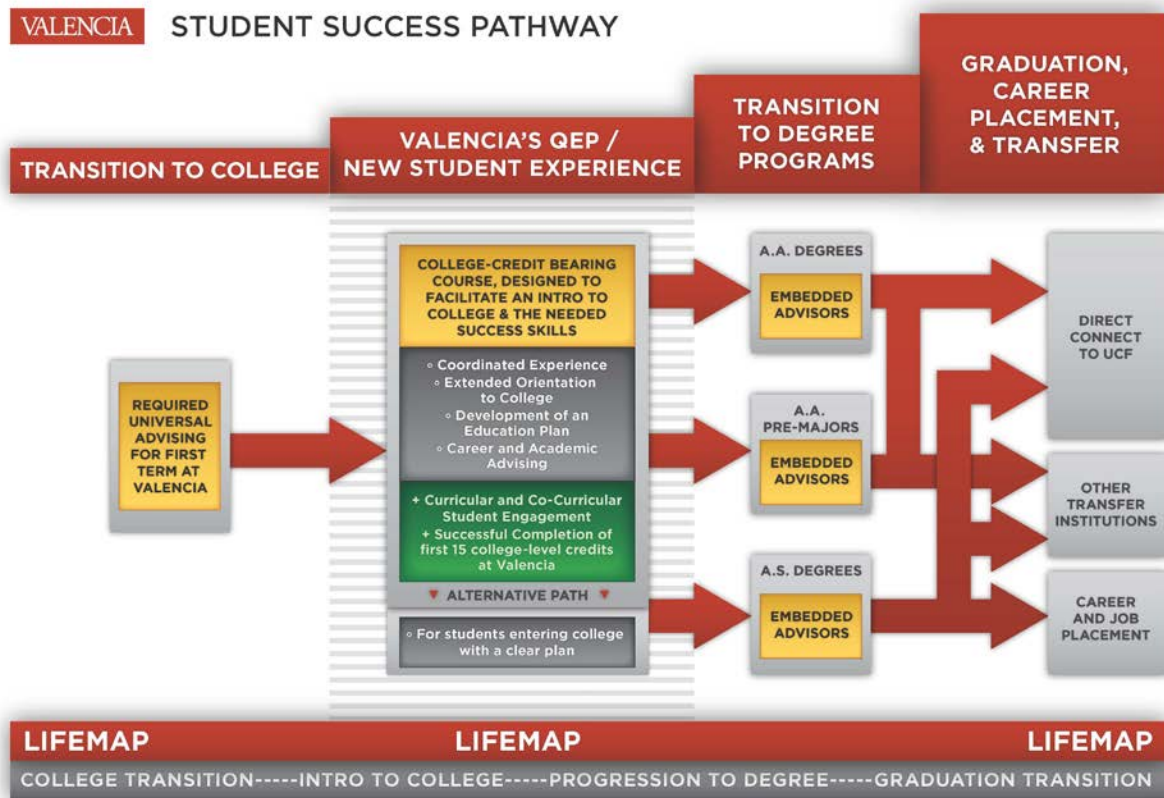 VALENCIA STUDENT SUCCESS PATHWAY
TRANSITION TO COLLEGE
VALENCIA'S QEP /
NEW STUDENT EXPERIENCE
TRANSITION
TO DEGREE
PROGRAMS
GRADUATION,
CAREER
PLACEMENT,
& TRANSFER
REQUIRED
UNIVERSAL
ADVISING
FOR FIRST
TERM AT
VALENCIA
COLLEGE-CREDIT BEARING
COURSE, DESIGNED TO
FACILITATE AN INTRO TO
COLLEGE & THE NEEDED
SUCCESS SKILLS
◦ Coordinated Experience
◦ Extended Orientation
to College
◦ Development of an
Education Plan
◦ Career and Academic
Advising
+ Curricular and Co-Curricular
Student Engagement
+ Successful Completion of
first 15 college-level credits
at Valencia
▼ ALTERNATIVE PATH ▼
◦ For students entering college
with a clear plan
A.A. DEGREES
EMBEDDED
ADVISORS
A.A.
PRE-MAJORS
EMBEDDED
ADVISORS
A.S. DEGREES
EMBEDDED
ADVISORS
DIRECT
CONNECT
TO UCF
OTHER
TRANSFER
INSTITUTIONS
CAREER
AND JOB
PLACEMENT
LIFEMAP LIFEMAP LIFEMAP
COLLEGE TRANSITION-----INTRO TO COLLEGE-----PROGRESSION TO DEGREE-----GRADUATION TRANSITION